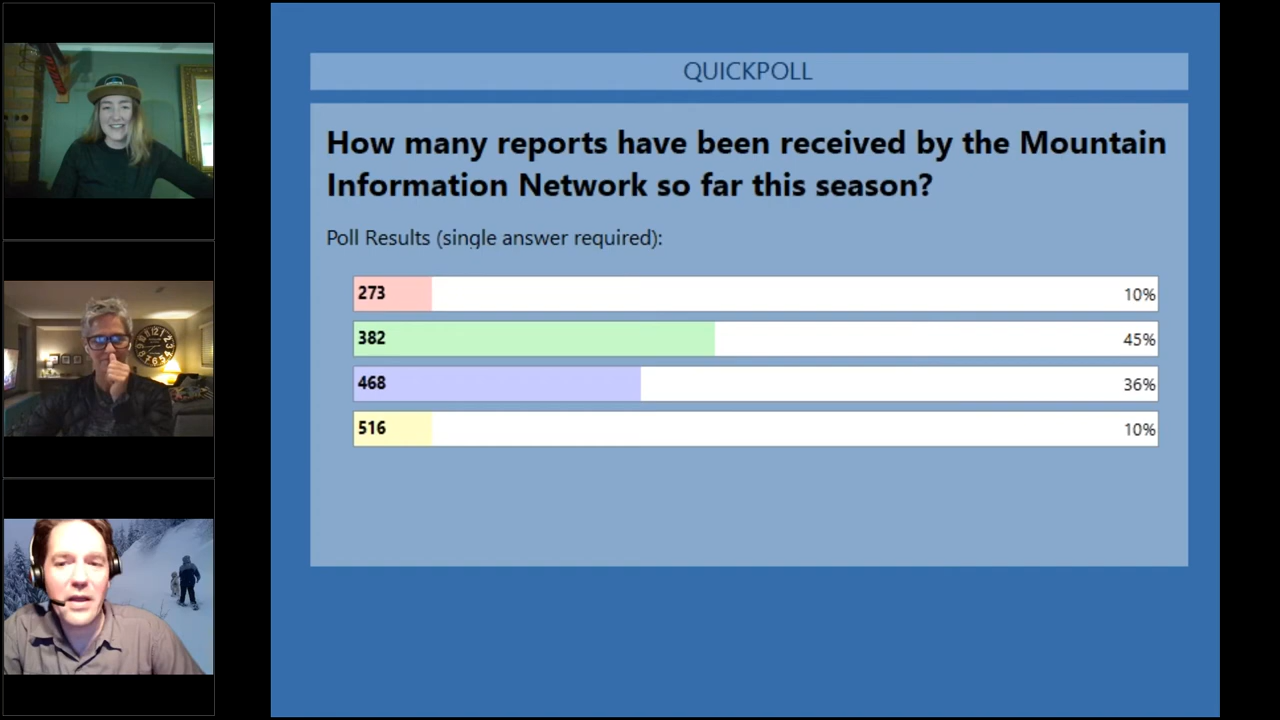 QUICKPOLL
How many reports have been received by the Mountain
Information Network so far this season?
Poll Results (single answer required):
273 10%
382 45%
468 36%
516 10%